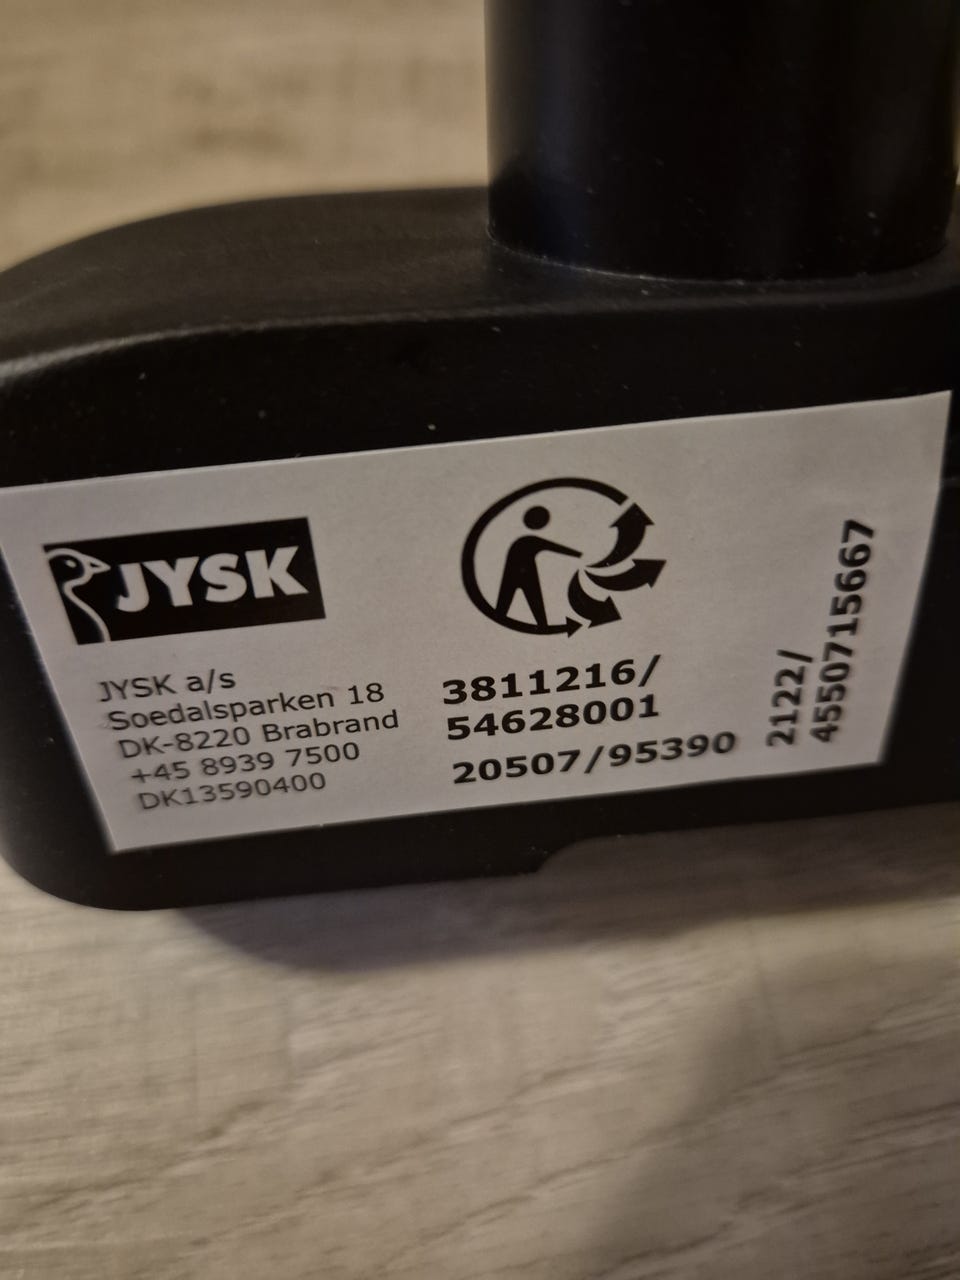 JYSK
JYSK a/s
Soedalsparken 18
DK-8220 Brabrand
+45 8939 7500
DK13590400
3811216/
54628001
20507/95390
2122/
4550715667